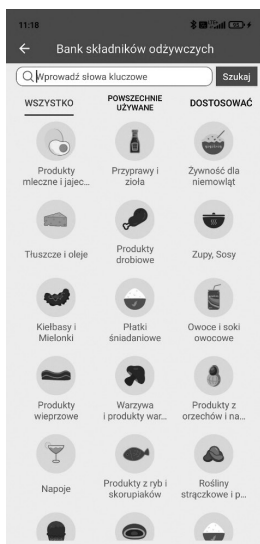 11:18
Bank składników odżywczych
Wprowadź słowa kluczowe
Szukaj
WSZYSTKO
POWSZECHNIE
UŻYWANE
DOSTOSOWAĆ
Produkty
mleczne i jajec...
Przyprawy i
zioła
Żywność dla
niemowląt
Tłuszcze i oleje
Produkty
drobiowe
Zupy, Sosy
Kiełbasy i
Mielonki
Płatki
śniadaniowe
Owoce i soki
owocowe
Produkty
wieprzowe
Warzywa
i produkty war...
Produkty z
orzechów i na...
Napoje
Produkty z ryb i
skorupiaków
Rośliny
strączkowe i p...